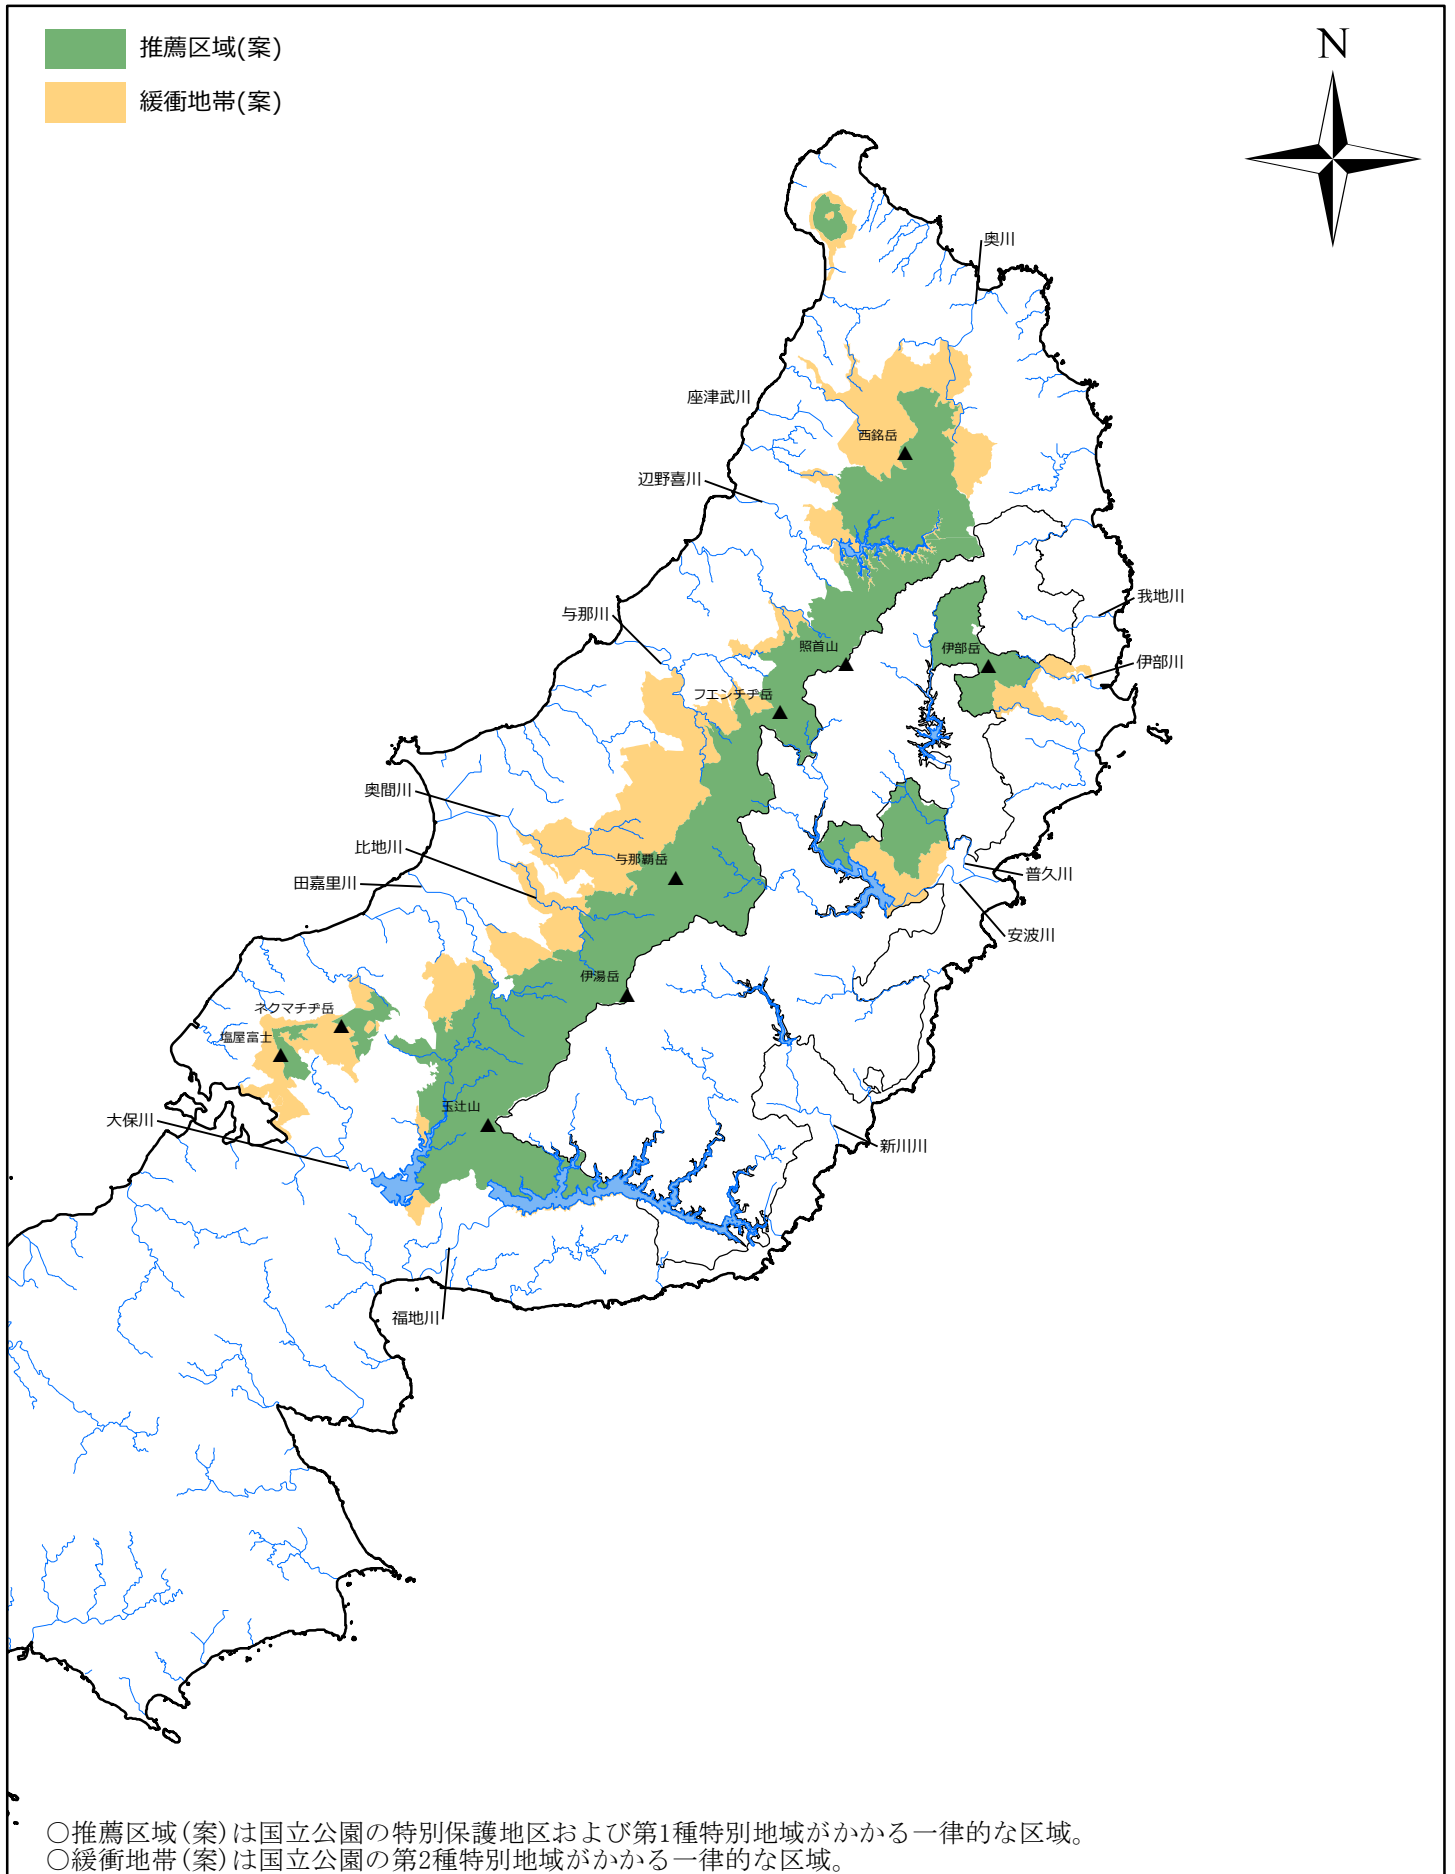 推薦区域(案)
緩衝地帯(案)
N
奥川
座津武川
西銘岳
辺野喜川
我地川
与那川
照首山
伊部岳
伊部川
フエンチヂ岳
奥間川
比地川
与那覇岳
田嘉里川
普久川
安波川
伊湯岳
ネクマチヂ岳
塩屋富士
大保川
玉辻山
新川川
福地川
○推薦区域(案)は国立公園の特別保護地区および第1種特別地域がかかる一律的な区域。
○緩衝地帯(案)は国立公園の第2種特別地域がかかる一律的な区域。